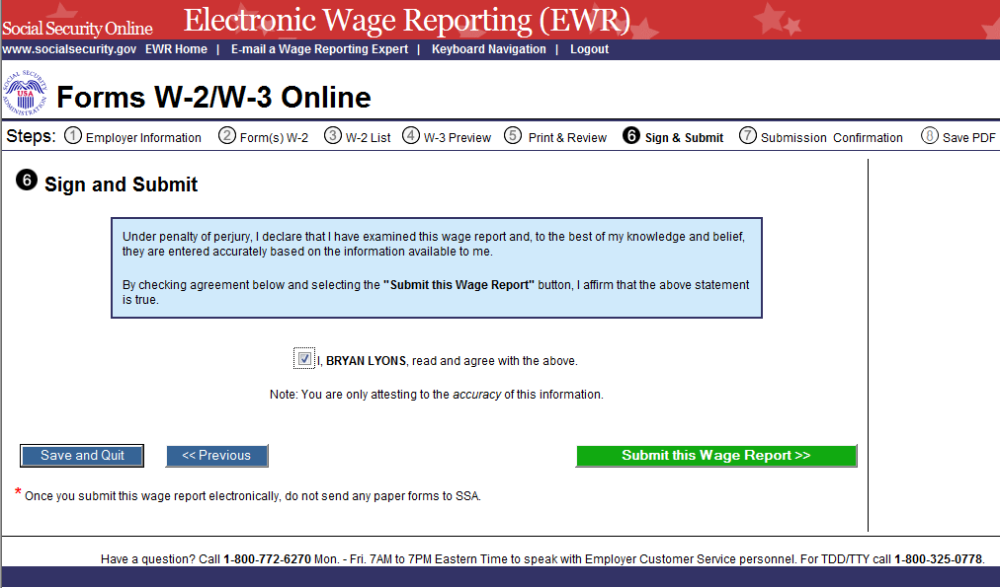 Social Security Online
Electronic Wage Reporting (EWR)
www.socialsecurity.gov EWR Home | E-mail a Wage Reporting Expert | Keyboard Navigation | Logout
SOCIAL SECURITY ADMINISTRATION
USA
Forms W-2/W-3 Online
Steps: 1 Employer Information 2 Form(s) W-2 3 W-2 List 4 W-3 Preview 5 Print & Review 6 Sign & Submit 7 Submission Confirmation 8 Save PDF
6 Sign and Submit
Under penalty of perjury, I declare that I have examined this wage report and, to the best of my knowledge and belief,
they are entered accurately based on the information available to me.
By checking agreement below and selecting the "Submit this Wage Report" button, I affirm that the above statement
is true.
I, BRYAN LYONS, read and agree with the above.
Note: You are only attesting to the accuracy of this information.
Save and Quit << Previous Submit this Wage Report >>
* Once you submit this wage report electronically, do not send any paper forms to SSA.
Have a question? Call 1-800-772-6270 Mon. - Fri. 7AM to 7PM Eastern Time to speak with Employer Customer Service personnel. For TDD/TTY call 1-800-325-0778.